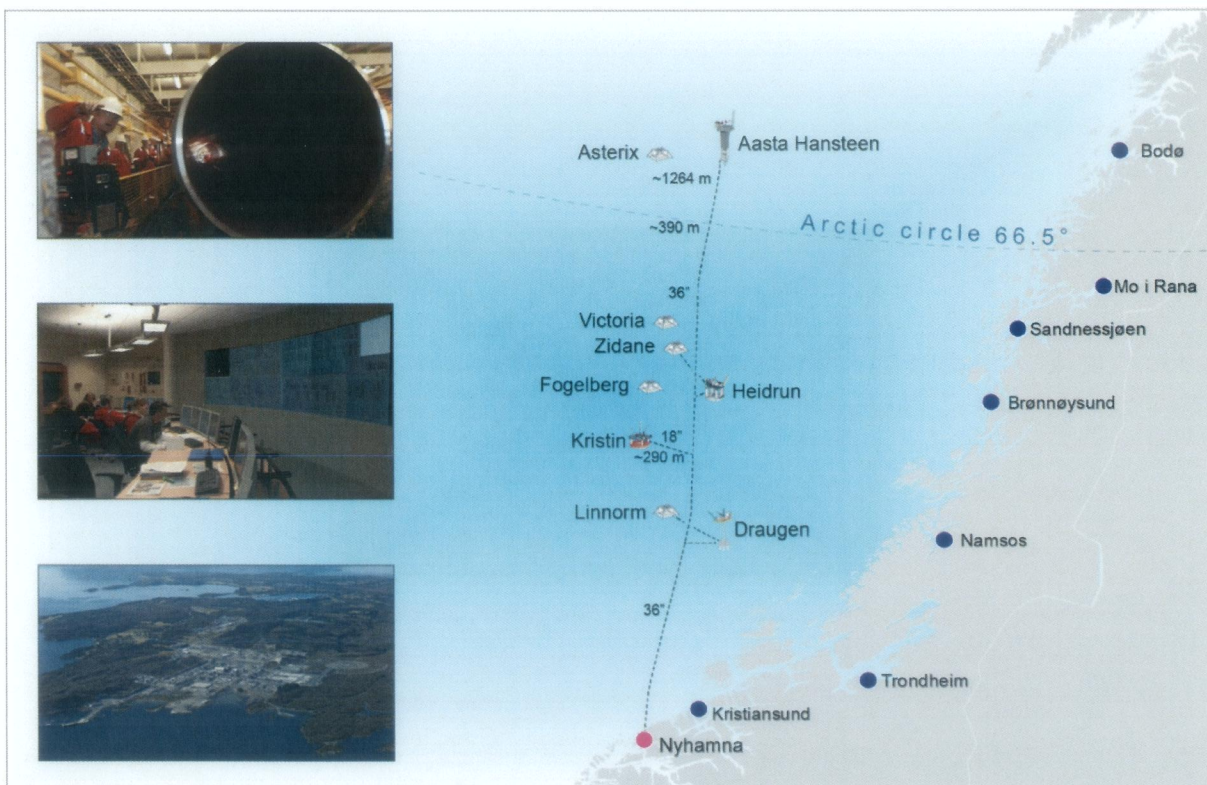 Asterix
Aasta Hansteen
Bodø
~1264 m
~390 m
Arctic circle 66.5°
36"
Mo i Rana
Victoria
Sandnessjøen
Zidane
Fogelberg
Heidrun
Brønnøysund
Kristin
18"
~290 m
Linnorm
Draugen
Namsos
36"
Trondheim
Kristiansund
Nyhamna